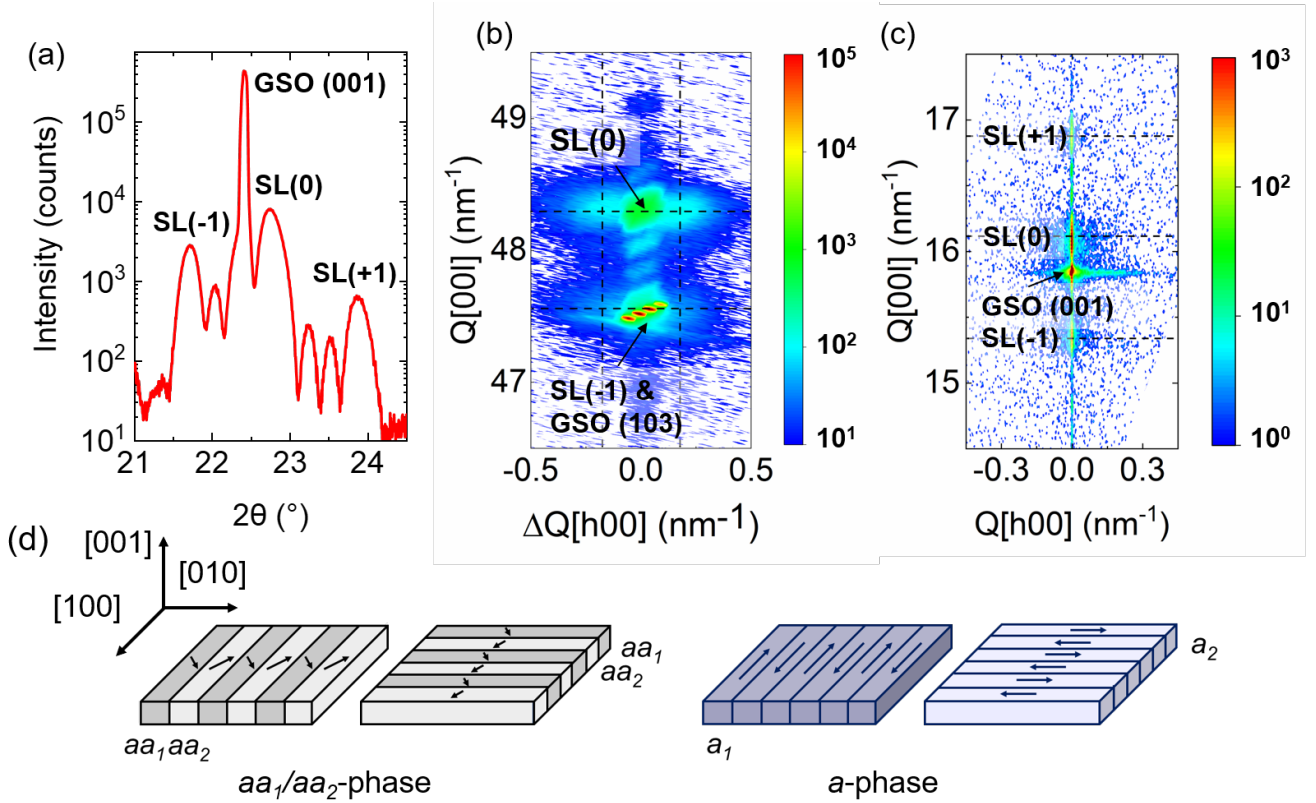 (a)
Intensity (counts)
10⁵
10⁴
10³
10²
10¹
GSO (001)
SL(0)
SL(-1)
SL(+1)
21 22 23 24
2θ (°)
(b)
Q[00l] (nm⁻¹)
49
48
47
SL(0)
SL(-1) &
GSO (103)
-0.5 0.0 0.5
ΔQ[h00] (nm⁻¹)
10⁵
10⁴
10³
10²
10¹
(c)
Q[00l] (nm⁻¹)
17
16
15
SL(+1)
SL(0)
GSO (001)
SL(-1)
-0.3 0.0 0.3
Q[h00] (nm⁻¹)
10³
10²
10¹
10⁰
(d)
[001]
[010]
[100]
aa₁
aa₂
aa₁aa₂
aa₁/aa₂-phase
a₂
a₁
a-phase